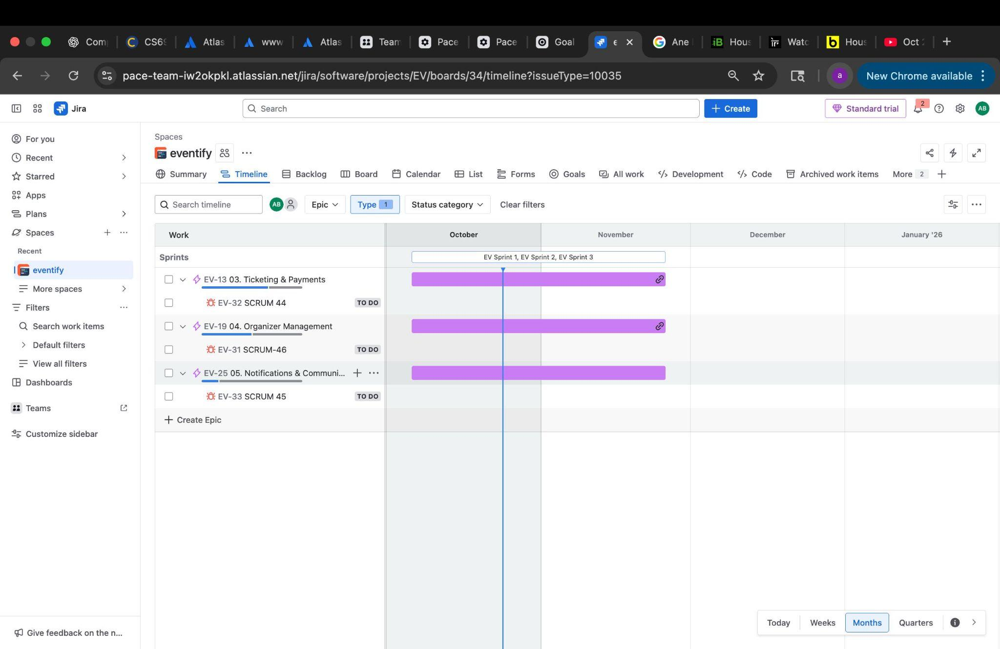 Com
CS69
Atlas
www
Atlas
Team
Pace
Pace
Goal
e
Ane
iB
Hous
ir
Watc
b
Hous
Oct 2
pace-team-iw2okpkl.atlassian.net/jira/software/projects/EV/boards/34/timeline?issueType=10035
a
New Chrome available
Jira
Search
Create
Standard trial
2
AB
For you
Recent
Starred
Apps
Plans
Spaces
Recent
eventify
More spaces
Filters
Search work items
Default filters
View all filters
Dashboards
Teams
Customize sidebar
Give feedback on the n...
Spaces
eventify
Summary
Timeline
Backlog
Board
Calendar
List
Forms
Goals
All work
Development
Code
Archived work items
More 2
Search timeline
AB
Epic
Type 1
Status category
Clear filters
Work
October
November
December
January '26
Sprints
EV Sprint 1, EV Sprint 2, EV Sprint 3
EV-13 03. Ticketing & Payments
EV-32 SCRUM 44
TO DO
EV-19 04. Organizer Management
EV-31 SCRUM-46
TO DO
EV-25 05. Notifications & Communi...
EV-33 SCRUM 45
TO DO
Create Epic
Today
Weeks
Months
Quarters